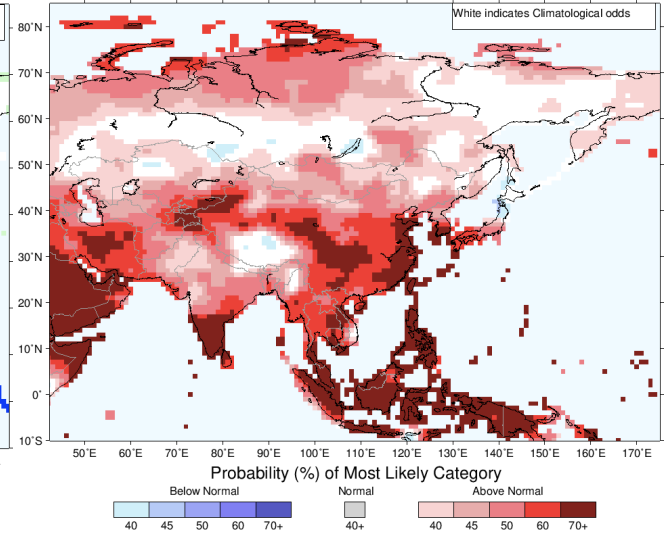 White indicates Climatological odds
80˚N
70˚N
60˚N
50˚N
40˚N
30˚N
20˚N
10˚N
0˚
10˚S
50˚E 60˚E 70˚E 80˚E 90˚E 100˚E 110˚E 120˚E 130˚E 140˚E 150˚E 160˚E 170˚E
Probability (%) of Most Likely Category
Below Normal Normal Above Normal
40 45 50 60 70+ 40+ 40 45 50 60 70+